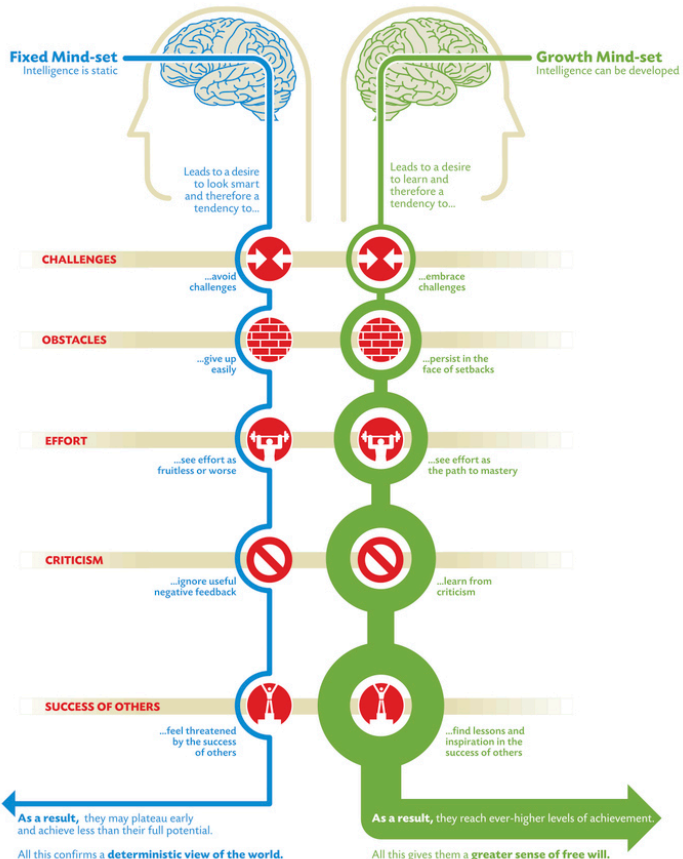 Fixed Mind-set
Intelligence is static
Growth Mind-set
Intelligence can be developed
Leads to a desire
to look smart
and therefore a
tendency to...
Leads to a desire
to learn and
therefore a
tendency to...
CHALLENGES
...avoid
challenges
...embrace
challenges
OBSTACLES
...give up
easily
...persist in the
face of setbacks
EFFORT
...see effort as
fruitless or worse
...see effort as
the path to mastery
CRITICISM
...ignore useful
negative feedback
...learn from
criticism
SUCCESS OF OTHERS
...feel threatened
by the success
of others
...find lessons and
inspiration in the
success of others
As a result, they may plateau early
and achieve less than their full potential.
All this confirms a deterministic view of the world.
As a result, they reach ever-higher levels of achievement.
All this gives them a greater sense of free will.